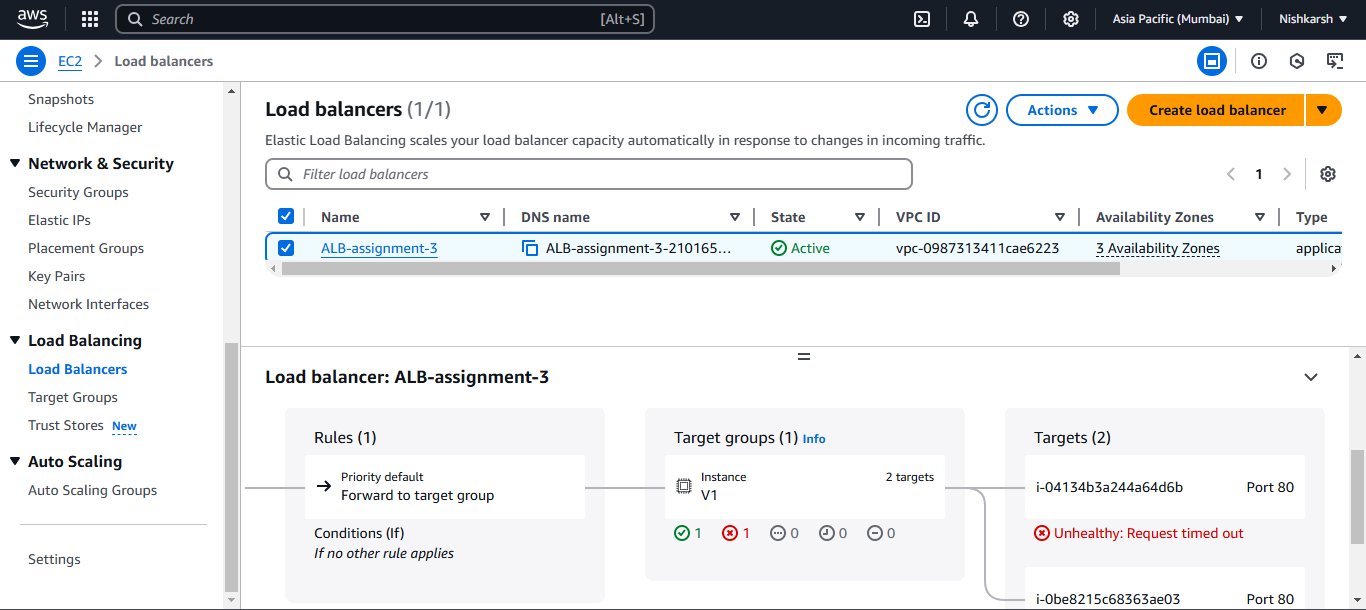 aws
Search [Alt+S] Asia Pacific (Mumbai) Nishkarsh
EC2 Load balancers
Snapshots
Lifecycle Manager
Network & Security
Security Groups
Elastic IPs
Placement Groups
Key Pairs
Network Interfaces
Load Balancing
Load Balancers
Target Groups
Trust Stores New
Auto Scaling
Auto Scaling Groups
Settings
Load balancers (1/1)
Actions
Create load balancer
Elastic Load Balancing scales your load balancer capacity automatically in response to changes in incoming traffic.
Filter load balancers
1
Name DNS name State VPC ID Availability Zones Type
ALB-assignment-3 ALB-assignment-3-210165... Active vpc-0987313411cae6223 3 Availability Zones applica
Load balancer: ALB-assignment-3
Rules (1)
Priority default
Forward to target group
Conditions (If)
If no other rule applies
Target groups (1) Info
Instance 2 targets
V1
1 1 0 0 0
Targets (2)
i-04134b3a244a64d6b Port 80
Unhealthy: Request timed out
i-0be8215c68363ae03 Port 80